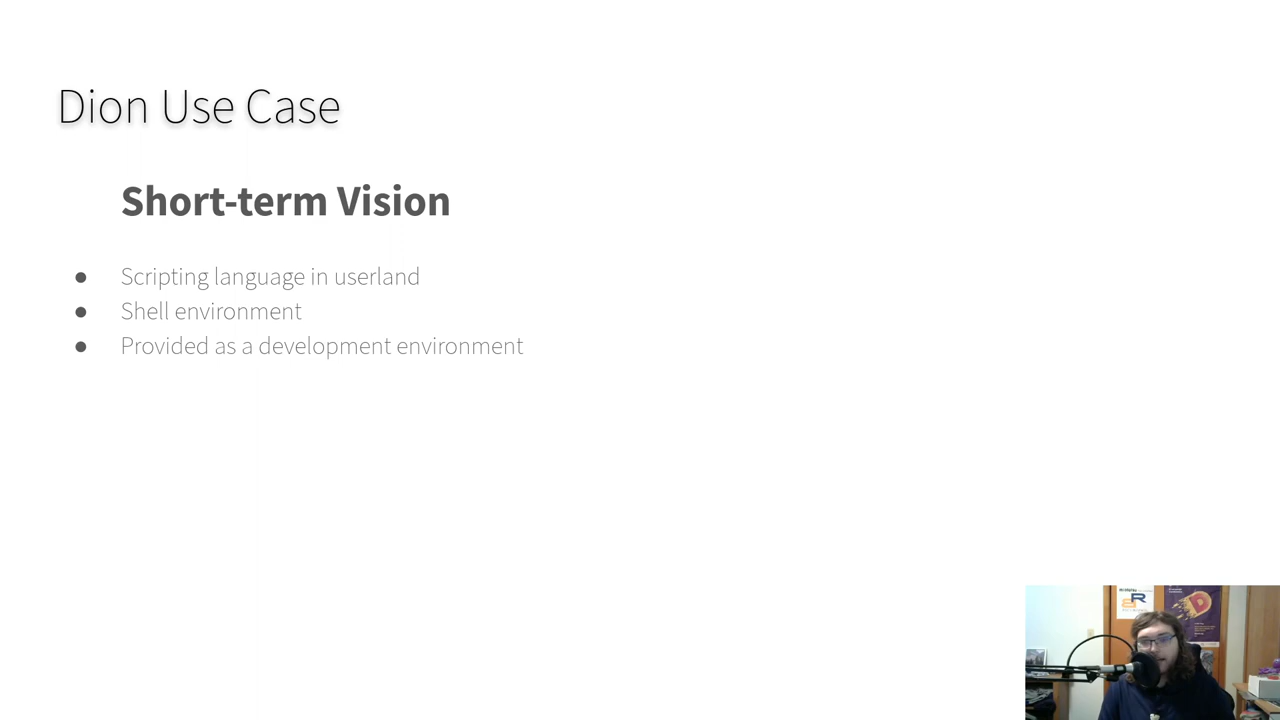 Dion Use Case
Short-term Vision
● Scripting language in userland
● Shell environment
● Provided as a development environment